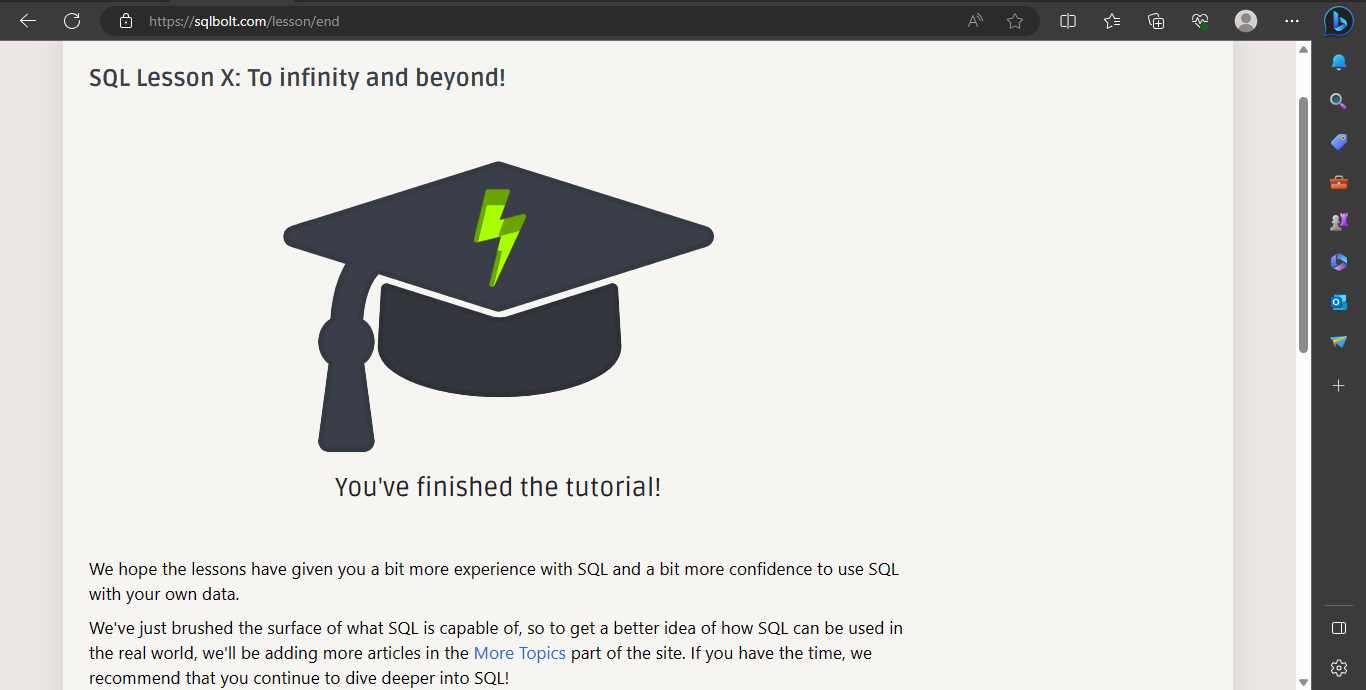 https://sqlbolt.com/lesson/end
SQL Lesson X: To infinity and beyond!
You've finished the tutorial!
We hope the lessons have given you a bit more experience with SQL and a bit more confidence to use SQL
with your own data.
We've just brushed the surface of what SQL is capable of, so to get a better idea of how SQL can be used in
the real world, we'll be adding more articles in the More Topics part of the site. If you have the time, we
recommend that you continue to dive deeper into SQL!